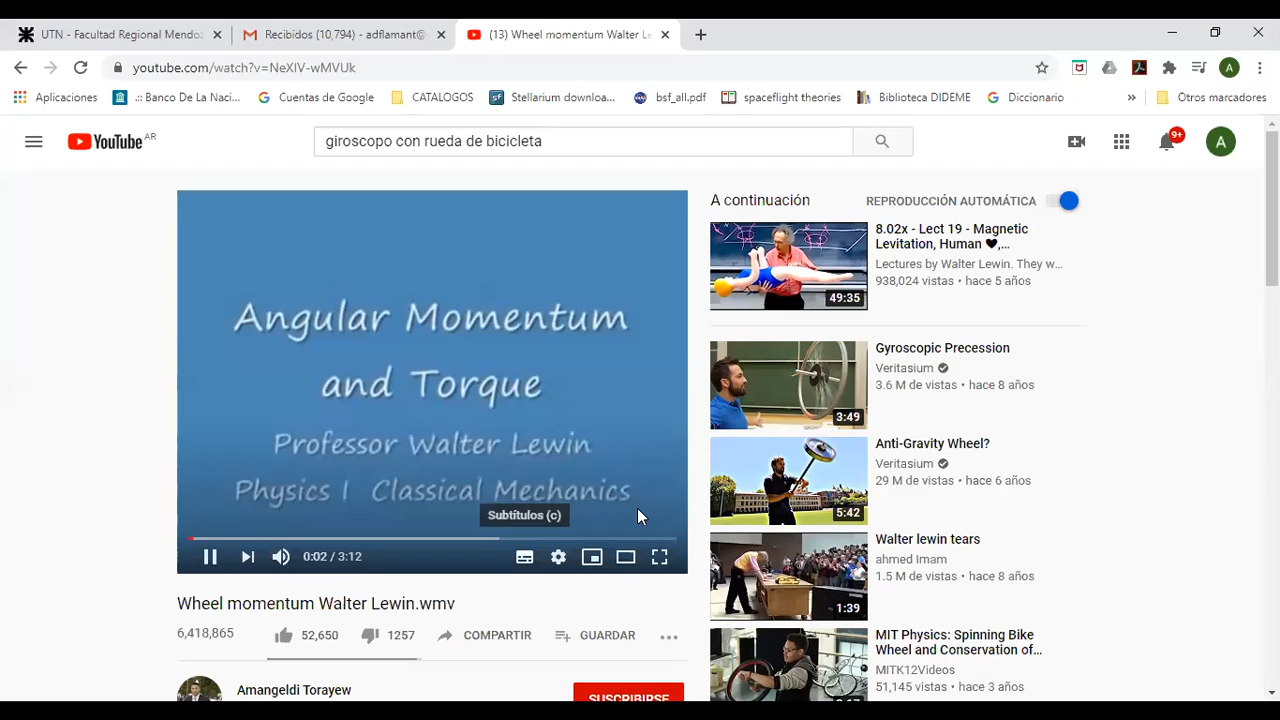 UTN - Facultad Regional Mendoz
Recibidos (10,794) - adflamant@
(13) Wheel momentum Walter Le
youtube.com/watch?v=NeXIV-wMVUk
Aplicaciones
.:: Banco De La Naci...
Cuentas de Google
CATALOGOS
Stellarium downloa...
bsf_all.pdf
spaceflight theories
Biblioteca DIDEME
Diccionario
»
Otros marcadores
YouTube AR
giroscopo con rueda de bicicleta
9+
A
Angular Momentum
and Torque
Professor Walter Lewin
Physics I Classical Mechanics
Subtítulos (c)
0:02 / 3:12
Wheel momentum Walter Lewin.wmv
6,418,865
52,650
1257
COMPARTIR
GUARDAR
Amangeldi Torayew
SUSCRIBIRSE
A continuación
REPRODUCCIÓN AUTOMÁTICA
8.02x - Lect 19 - Magnetic
Levitation, Human ♥,...
Lectures by Walter Lewin. They w...
938,024 vistas • hace 5 años
49:35
Gyroscopic Precession
Veritasium
3.6 M de vistas • hace 8 años
3:49
Anti-Gravity Wheel?
Veritasium
29 M de vistas • hace 6 años
5:42
Walter lewin tears
ahmed Imam
1.5 M de vistas • hace 8 años
1:39
MIT Physics: Spinning Bike
Wheel and Conservation of...
MITK12Videos
51,145 vistas • hace 3 años